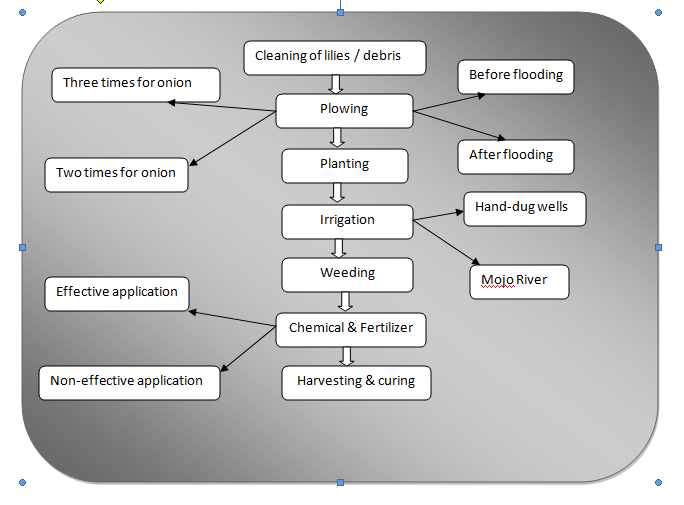 Cleaning of lilies / debris
Three times for onion
Before flooding
Plowing
Two times for onion
Planting
After flooding
Irrigation
Hand-dug wells
Weeding
Mojo River
Effective application
Chemical & Fertilizer
Non-effective application
Harvesting & curing